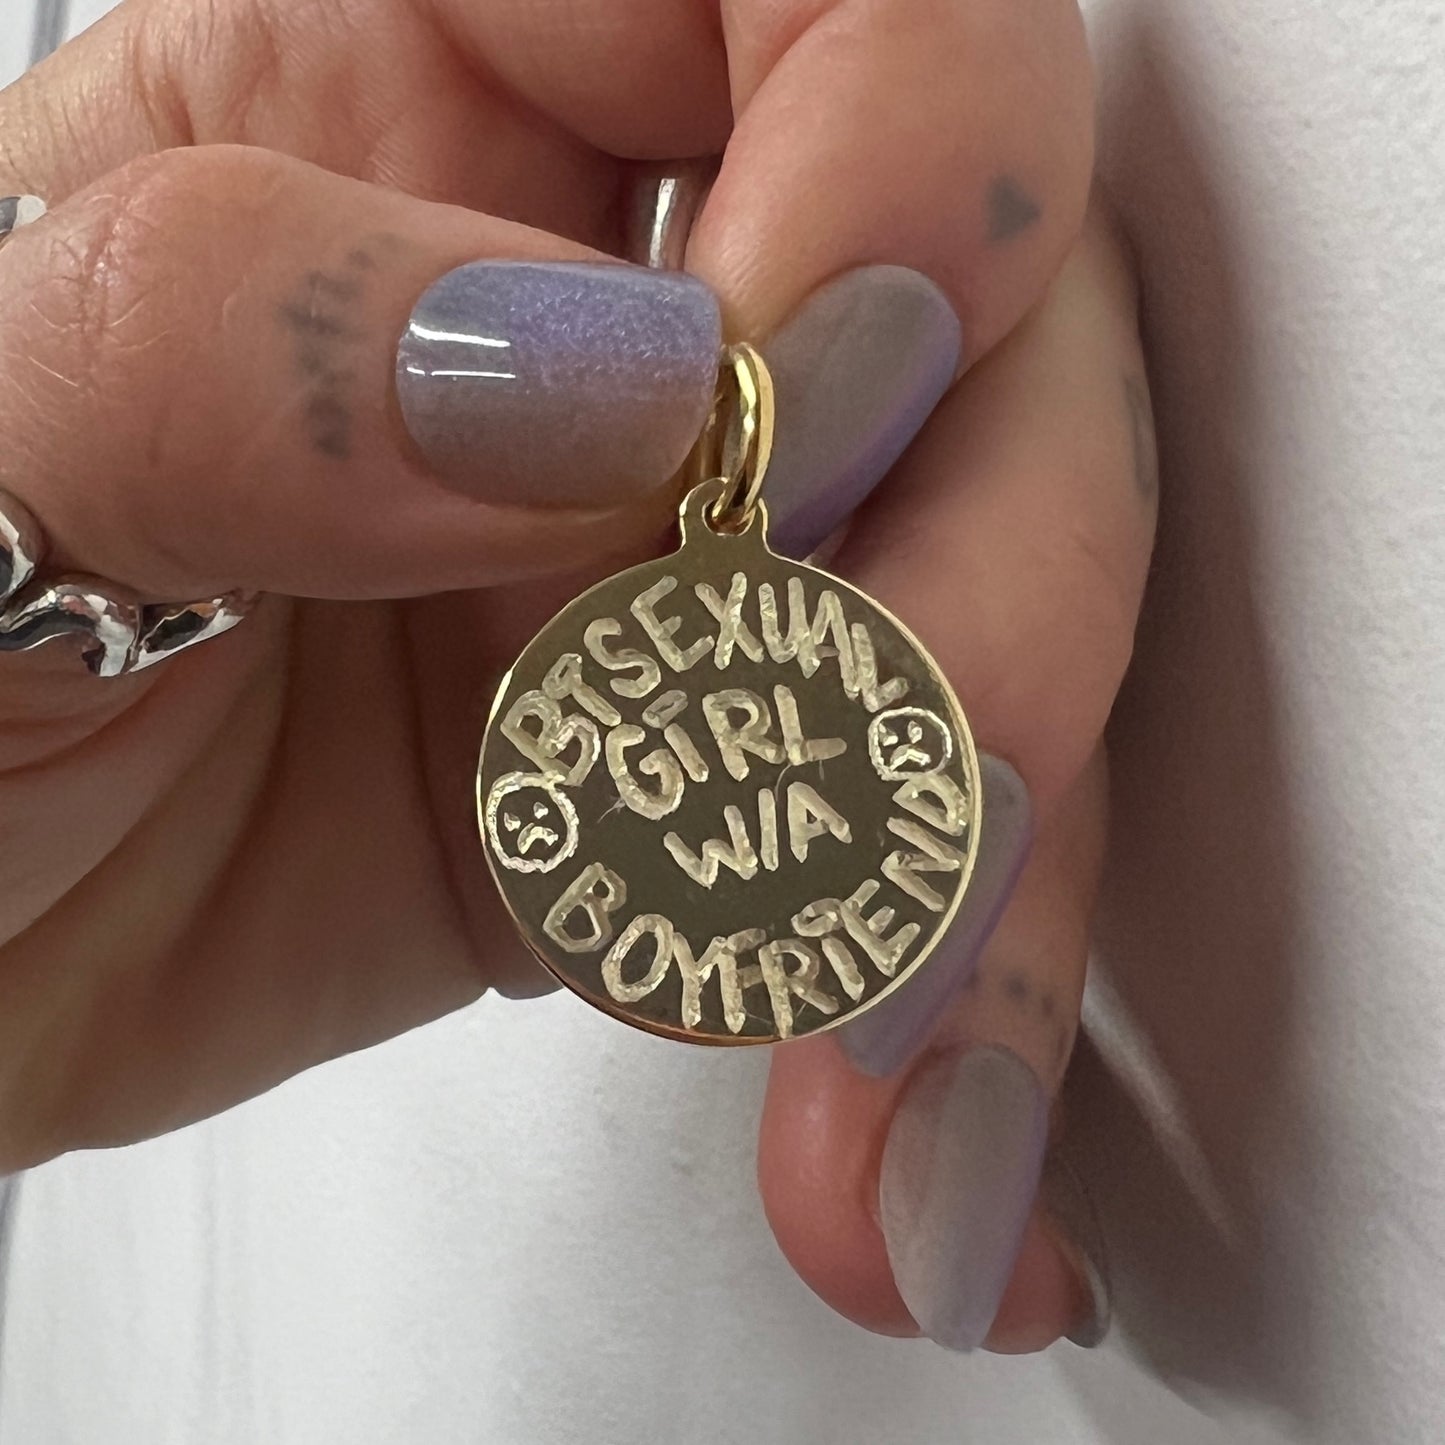 BISEXUAL
GIRL
W/A
BOYFRIEND